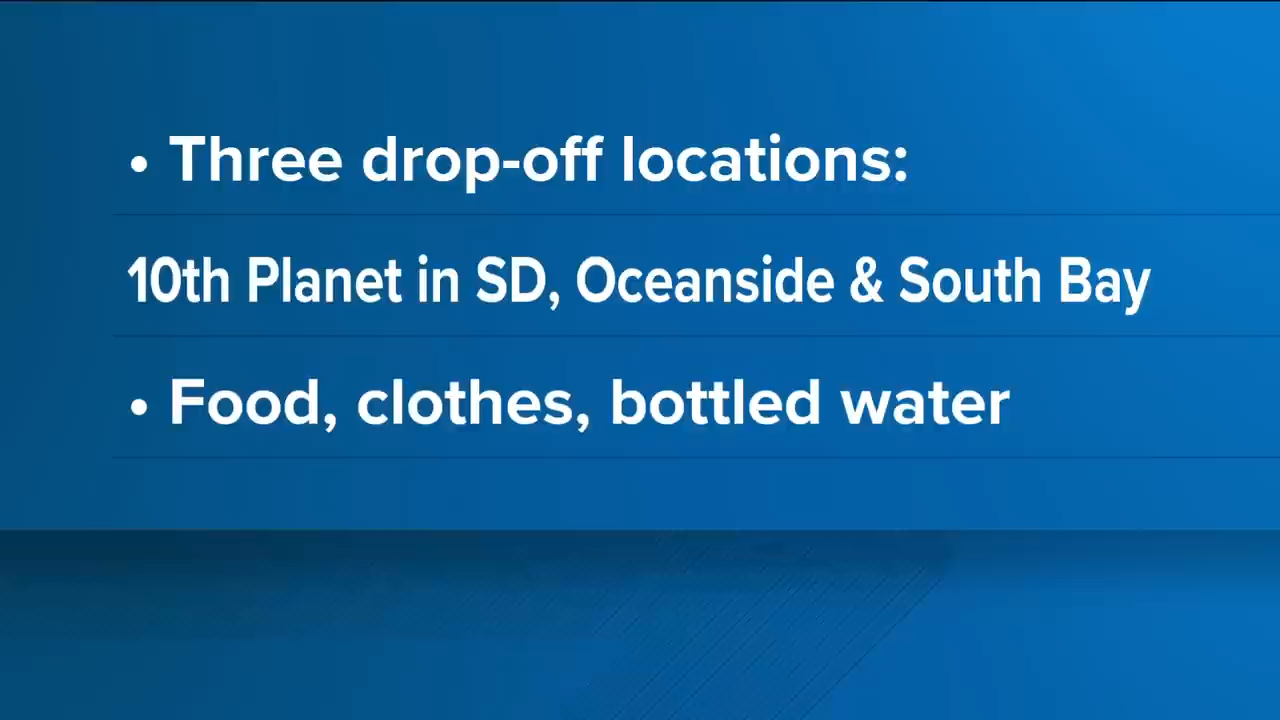 • Three drop-off locations:
10th Planet in SD, Oceanside & South Bay
• Food, clothes, bottled water